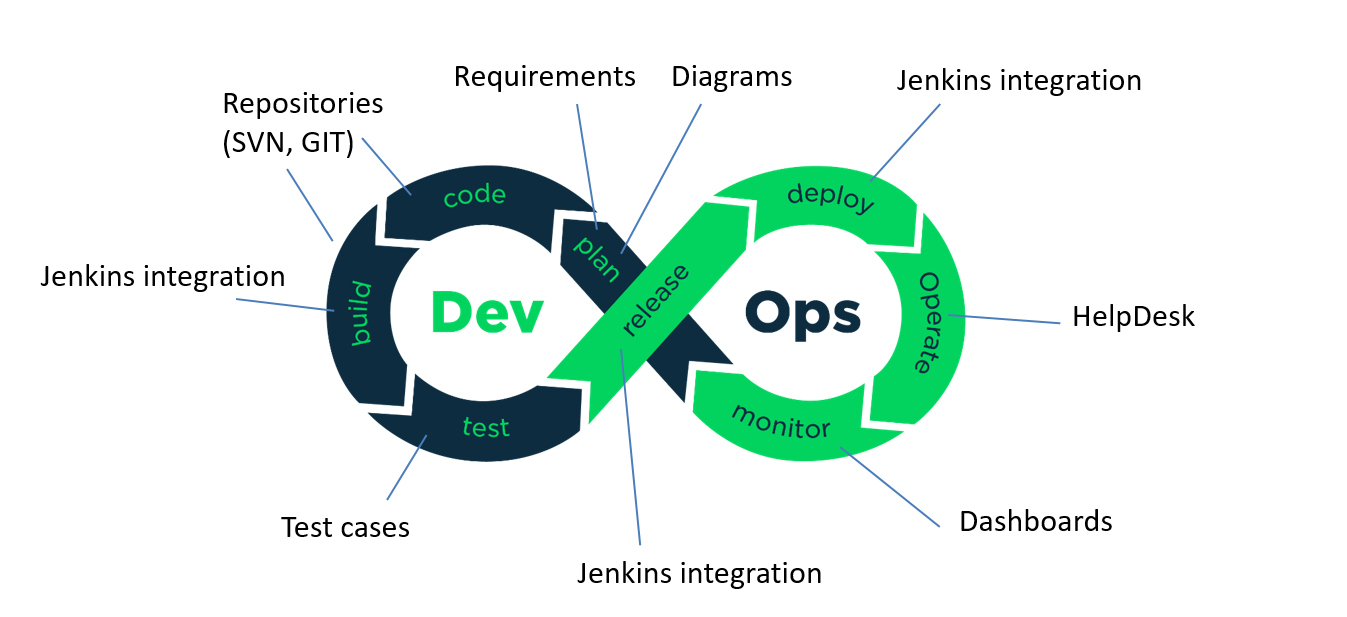 Requirements
Diagrams
Jenkins integration
Repositories
(SVN, GIT)
code
deploy
plan
Jenkins integration
build
Dev
release
Ops
Operate
HelpDesk
test
monitor
Test cases
Dashboards
Jenkins integration